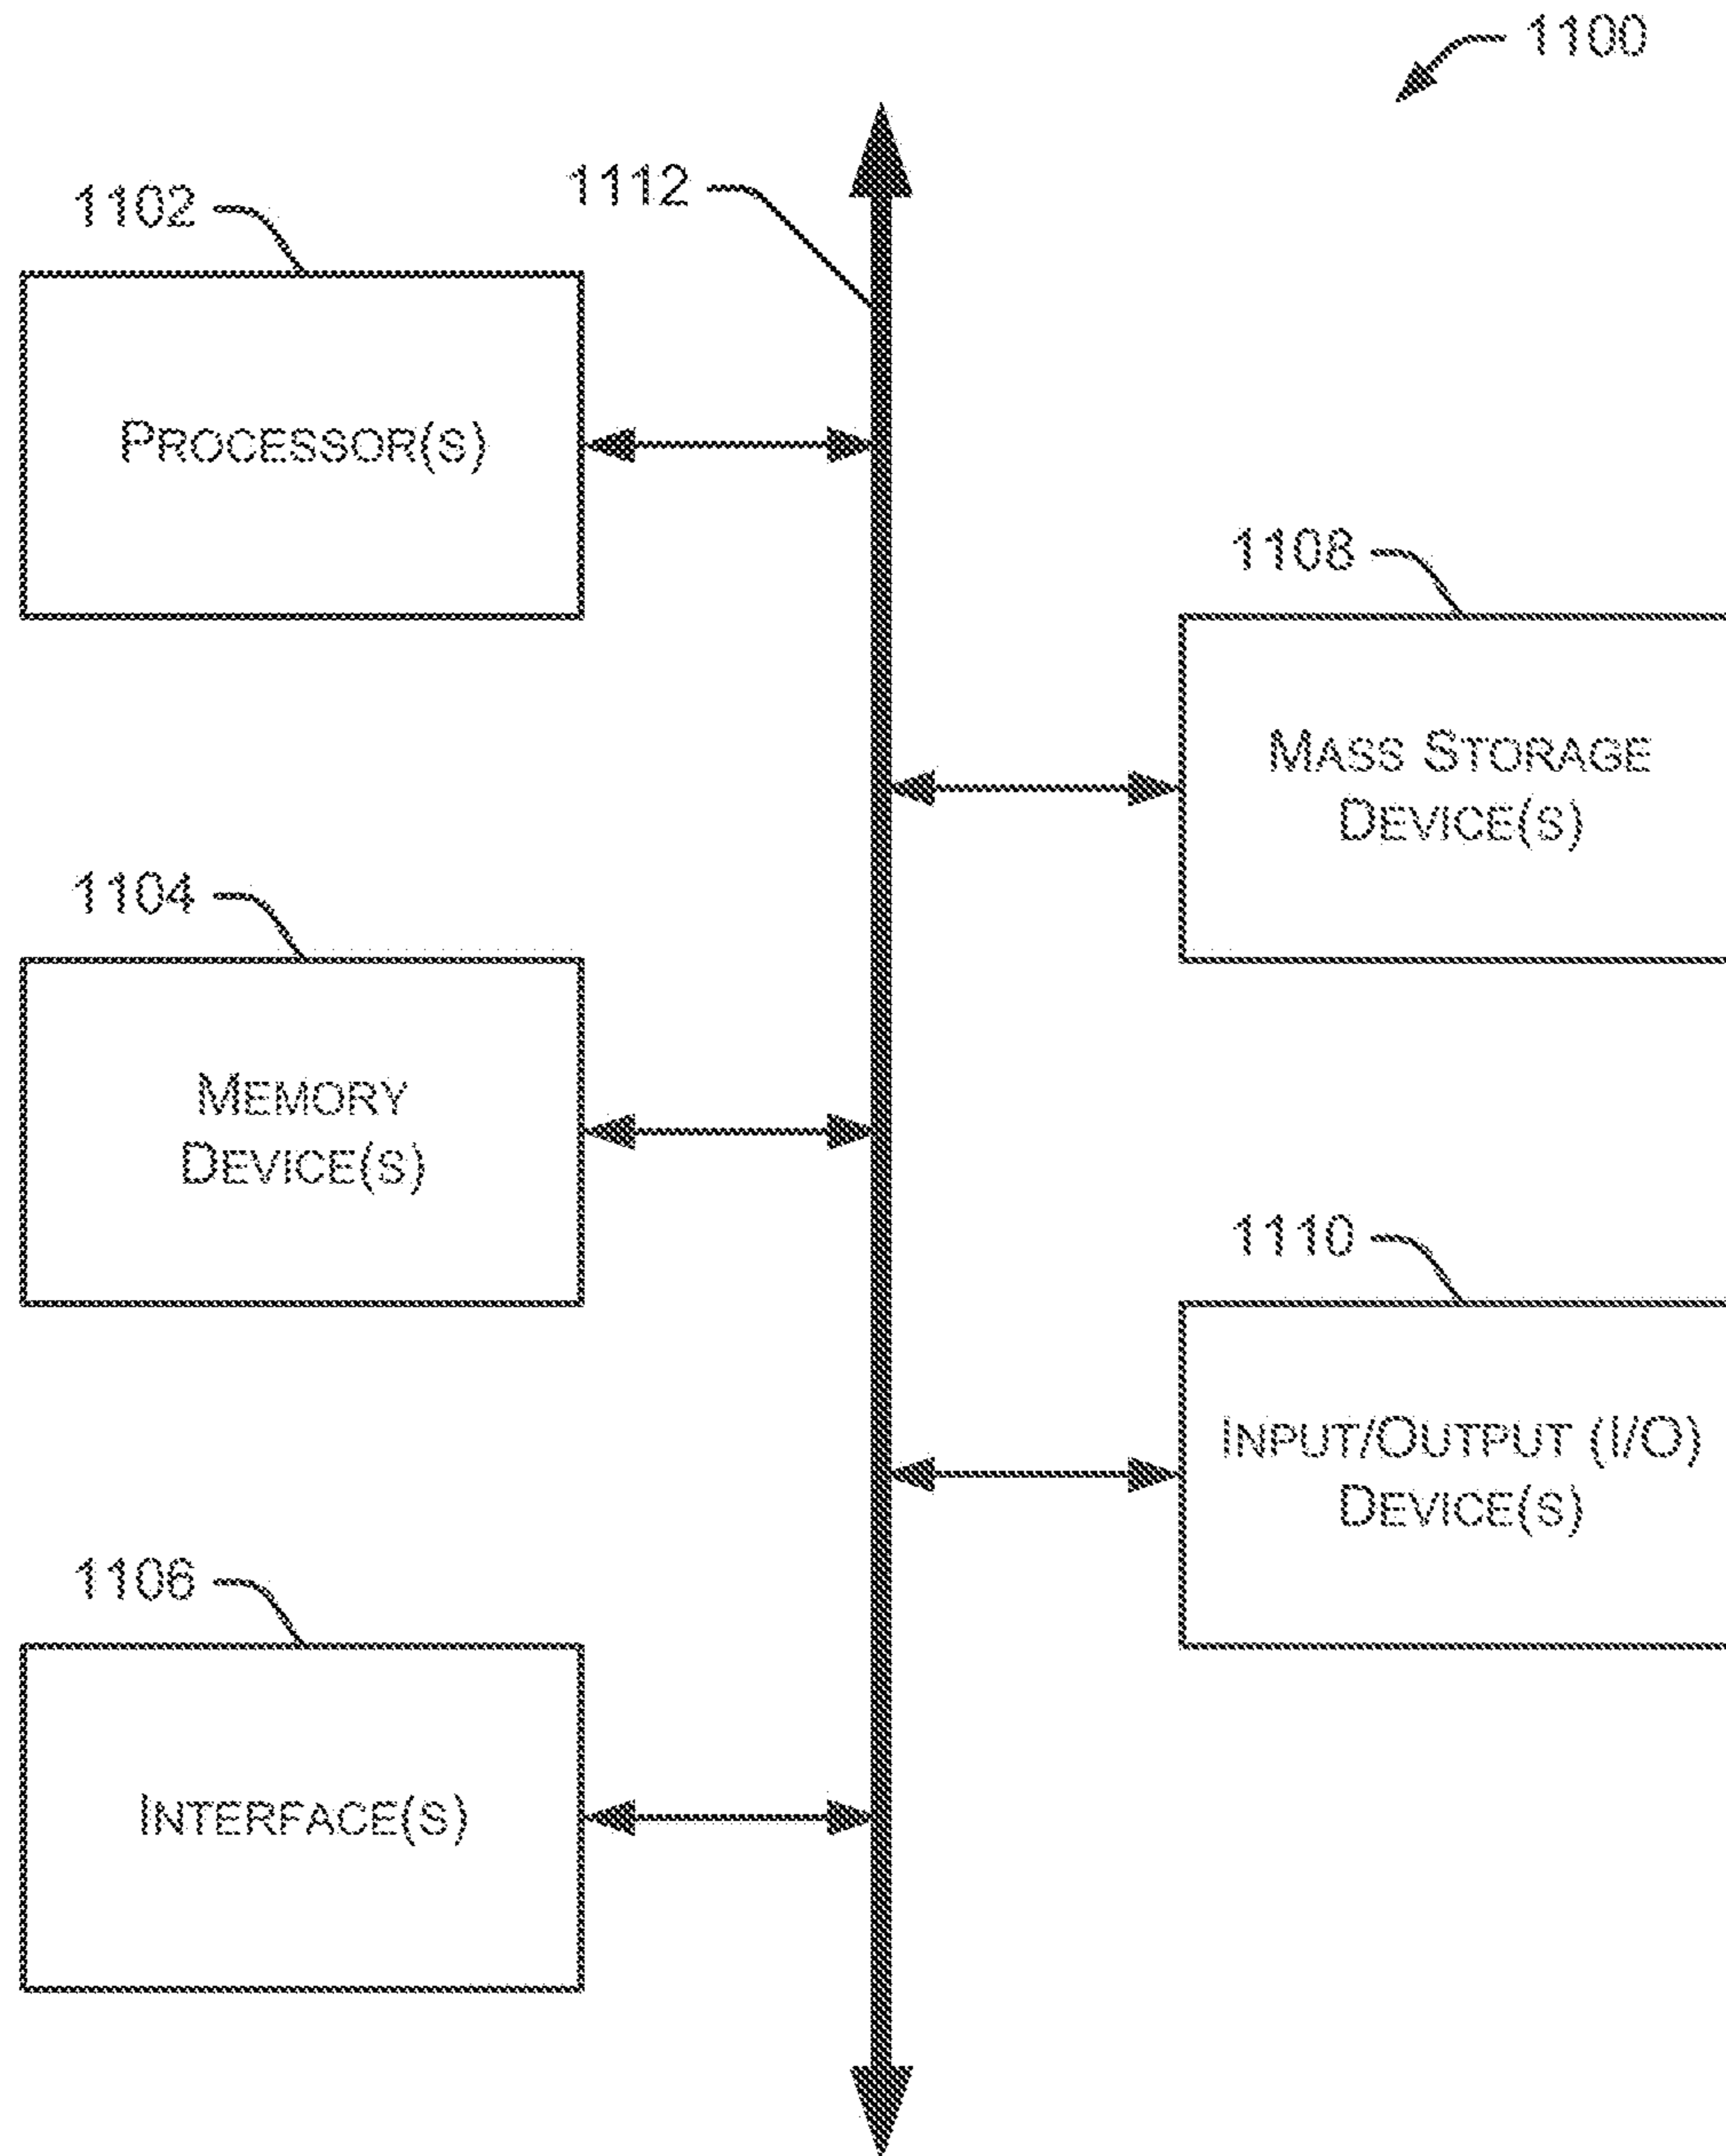 1100
1112
1102
PROCESSOR(S)
1108
MASS STORAGE
DEVICE(S)
1104
MEMORY
DEVICE(S)
1110
INPUT/OUTPUT (I/O)
DEVICE(S)
1106
INTERFACE(S)